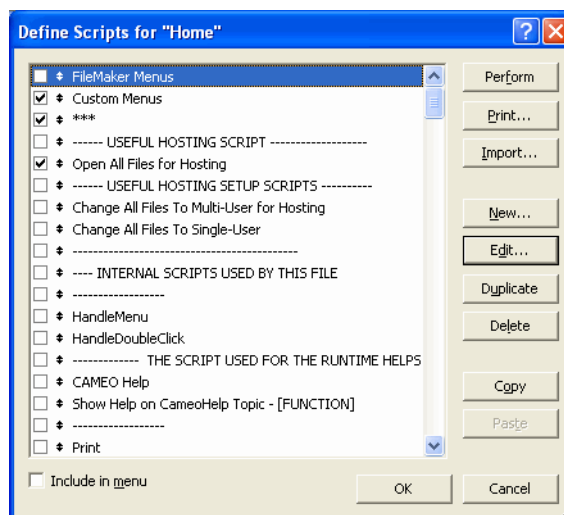 Define Scripts for "Home"
FileMaker Menus
Custom Menus
***
------ USEFUL HOSTING SCRIPT -------------------
Open All Files for Hosting
------ USEFUL HOSTING SETUP SCRIPTS ----------
Change All Files To Multi-User for Hosting
Change All Files To Single-User
--------------------------------------------
---- INTERNAL SCRIPTS USED BY THIS FILE
------------------
HandleMenu
HandleDoubleClick
------------- THE SCRIPT USED FOR THE RUNTIME HELPS
CAMEO Help
Show Help on CameoHelp Topic - [FUNCTION]
------------------
Print
Perform
Print...
Import...
New...
Edit...
Duplicate
Delete
Copy
Paste
Include in menu
OK
Cancel